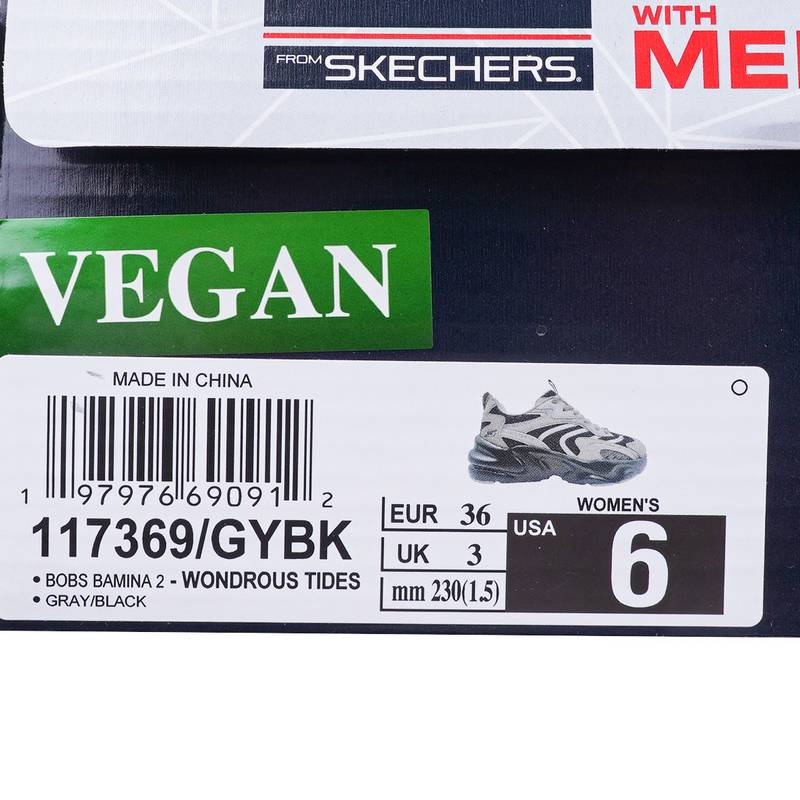 WITH
FROM SKECHERS.
VEGAN
MADE IN CHINA
1 97976 69091 2
117369/GYBK
• BOBS BAMINA 2 - WONDROUS TIDES
• GRAY/BLACK
EUR 36
UK 3
mm 230(1.5)
WOMEN'S
USA 6